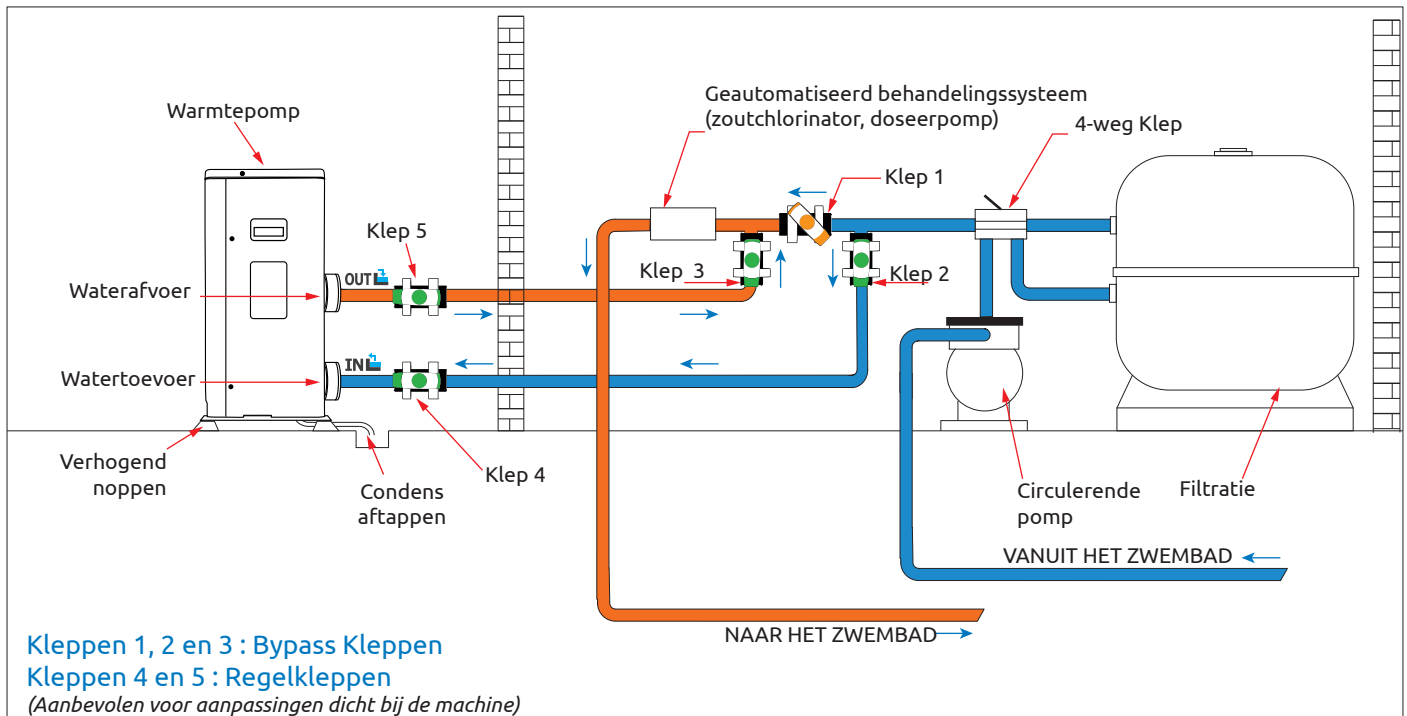 Warmtepomp
Geautomatiseerd behandelingssysteem
(zoutchlorinator, doseerpomp)
4-weg Klep
Klep 1
Klep 5
OUT
Klep 3
Klep 2
Waterafvoer
IN
Watertoevoer
Verhogend
noppen
Condens
aftappen
Klep 4
Circulerende
pomp
Filtratie
VANUIT HET ZWEMBAD
NAAR HET ZWEMBAD
Kleppen 1, 2 en 3 : Bypass Kleppen
Kleppen 4 en 5 : Regelkleppen
(Aanbevolen voor aanpassingen dicht bij de machine)